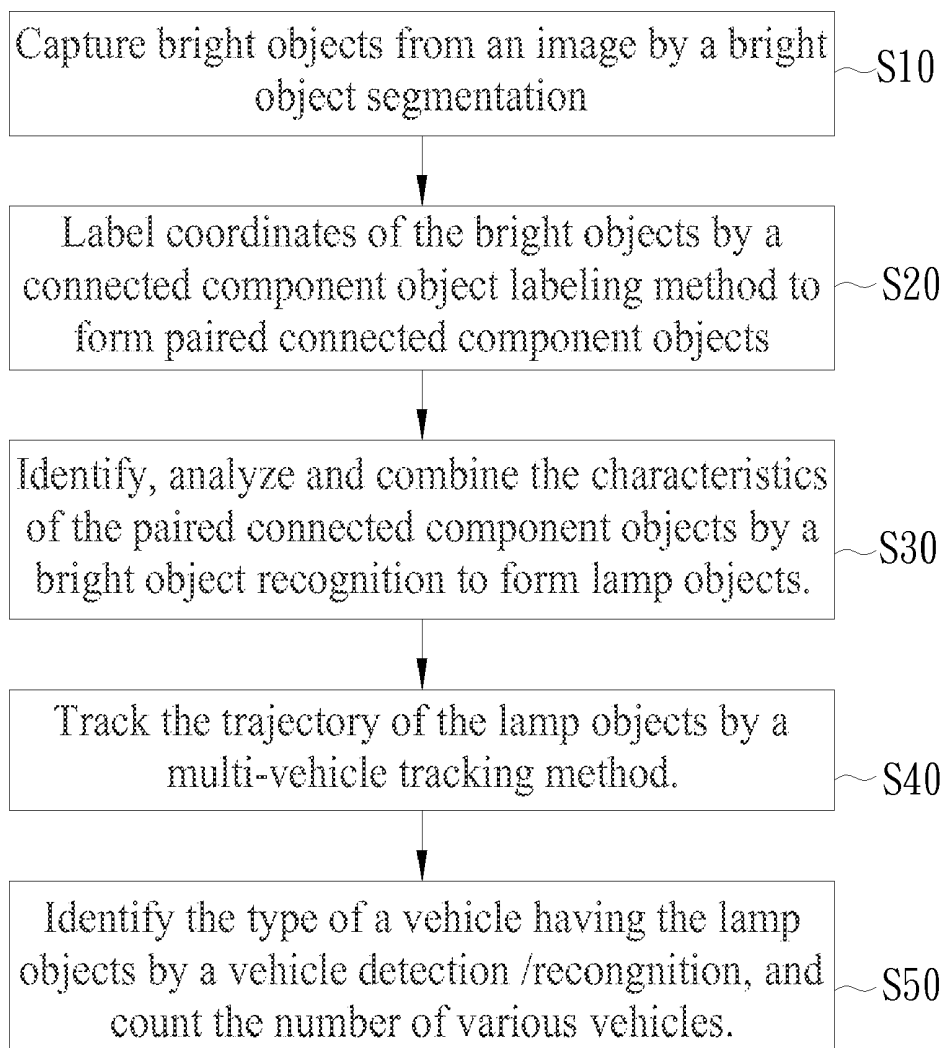 Capture bright objects from an image by a bright
object segmentation
S10
Label coordinates of the bright objects by a
connected component object labeling method to
form paired connected component objects
S20
Identify, analyze and combine the characteristics
of the paired connected component objects by a
bright object recognition to form lamp objects.
S30
Track the trajectory of the lamp objects by a
multi-vehicle tracking method.
S40
Identify the type of a vehicle having the lamp
objects by a vehicle detection /recongnition, and
count the number of various vehicles.
S50